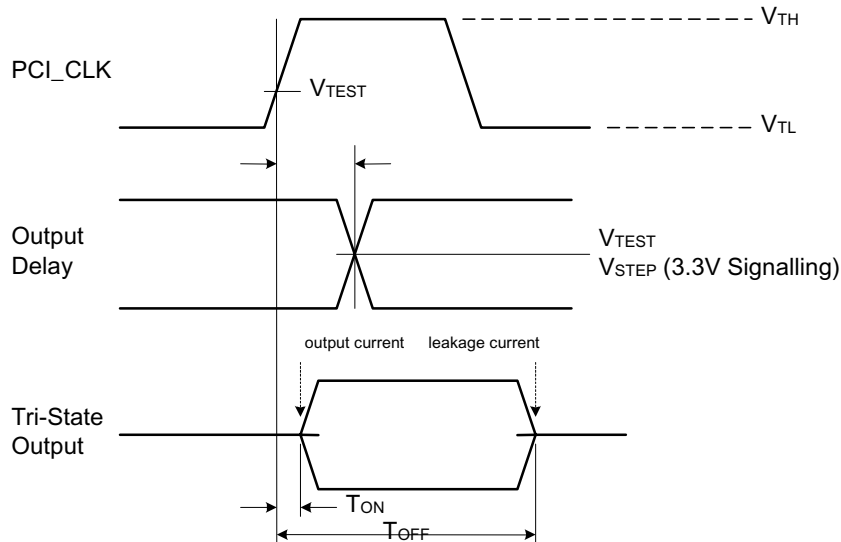 VTH
PCI_CLK
VTEST
VTL
Output
Delay
VTEST
VSTEP (3.3V Signalling)
output current
leakage current
Tri-State
Output
TON
TOFF